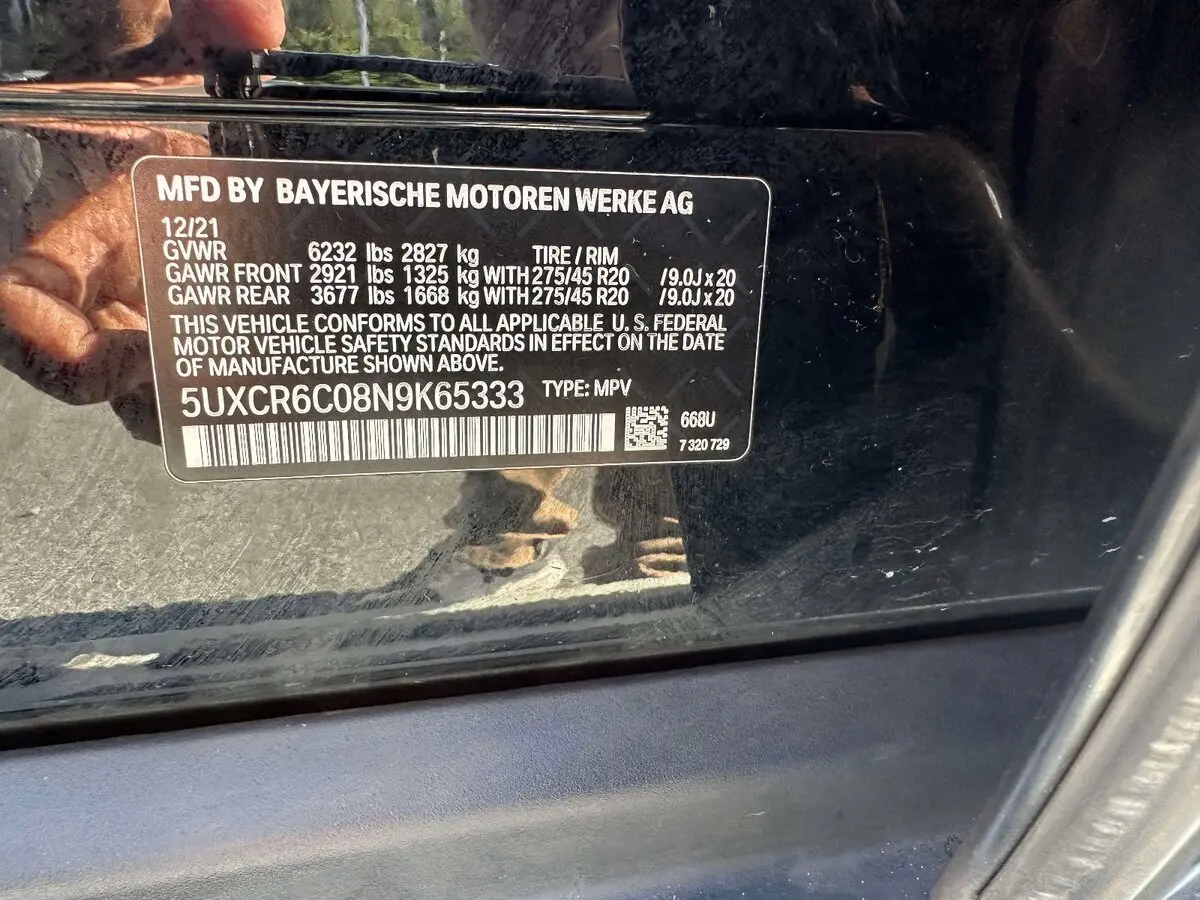 MFD BY BAYERISCHE MOTOREN WERKE AG
12/21
GVWR 6232 lbs 2827 kg TIRE / RIM
GAWR FRONT 2921 lbs 1325 kg WITH 275/45 R20 /9.0J x 20
GAWR REAR 3677 lbs 1668 kg WITH 275/45 R20 /9.0J x 20
THIS VEHICLE CONFORMS TO ALL APPLICABLE U. S. FEDERAL
MOTOR VEHICLE SAFETY STANDARDS IN EFFECT ON THE DATE
OF MANUFACTURE SHOWN ABOVE.
5UXCR6C08N9K65333 TYPE: MPV
668U
7 320 729